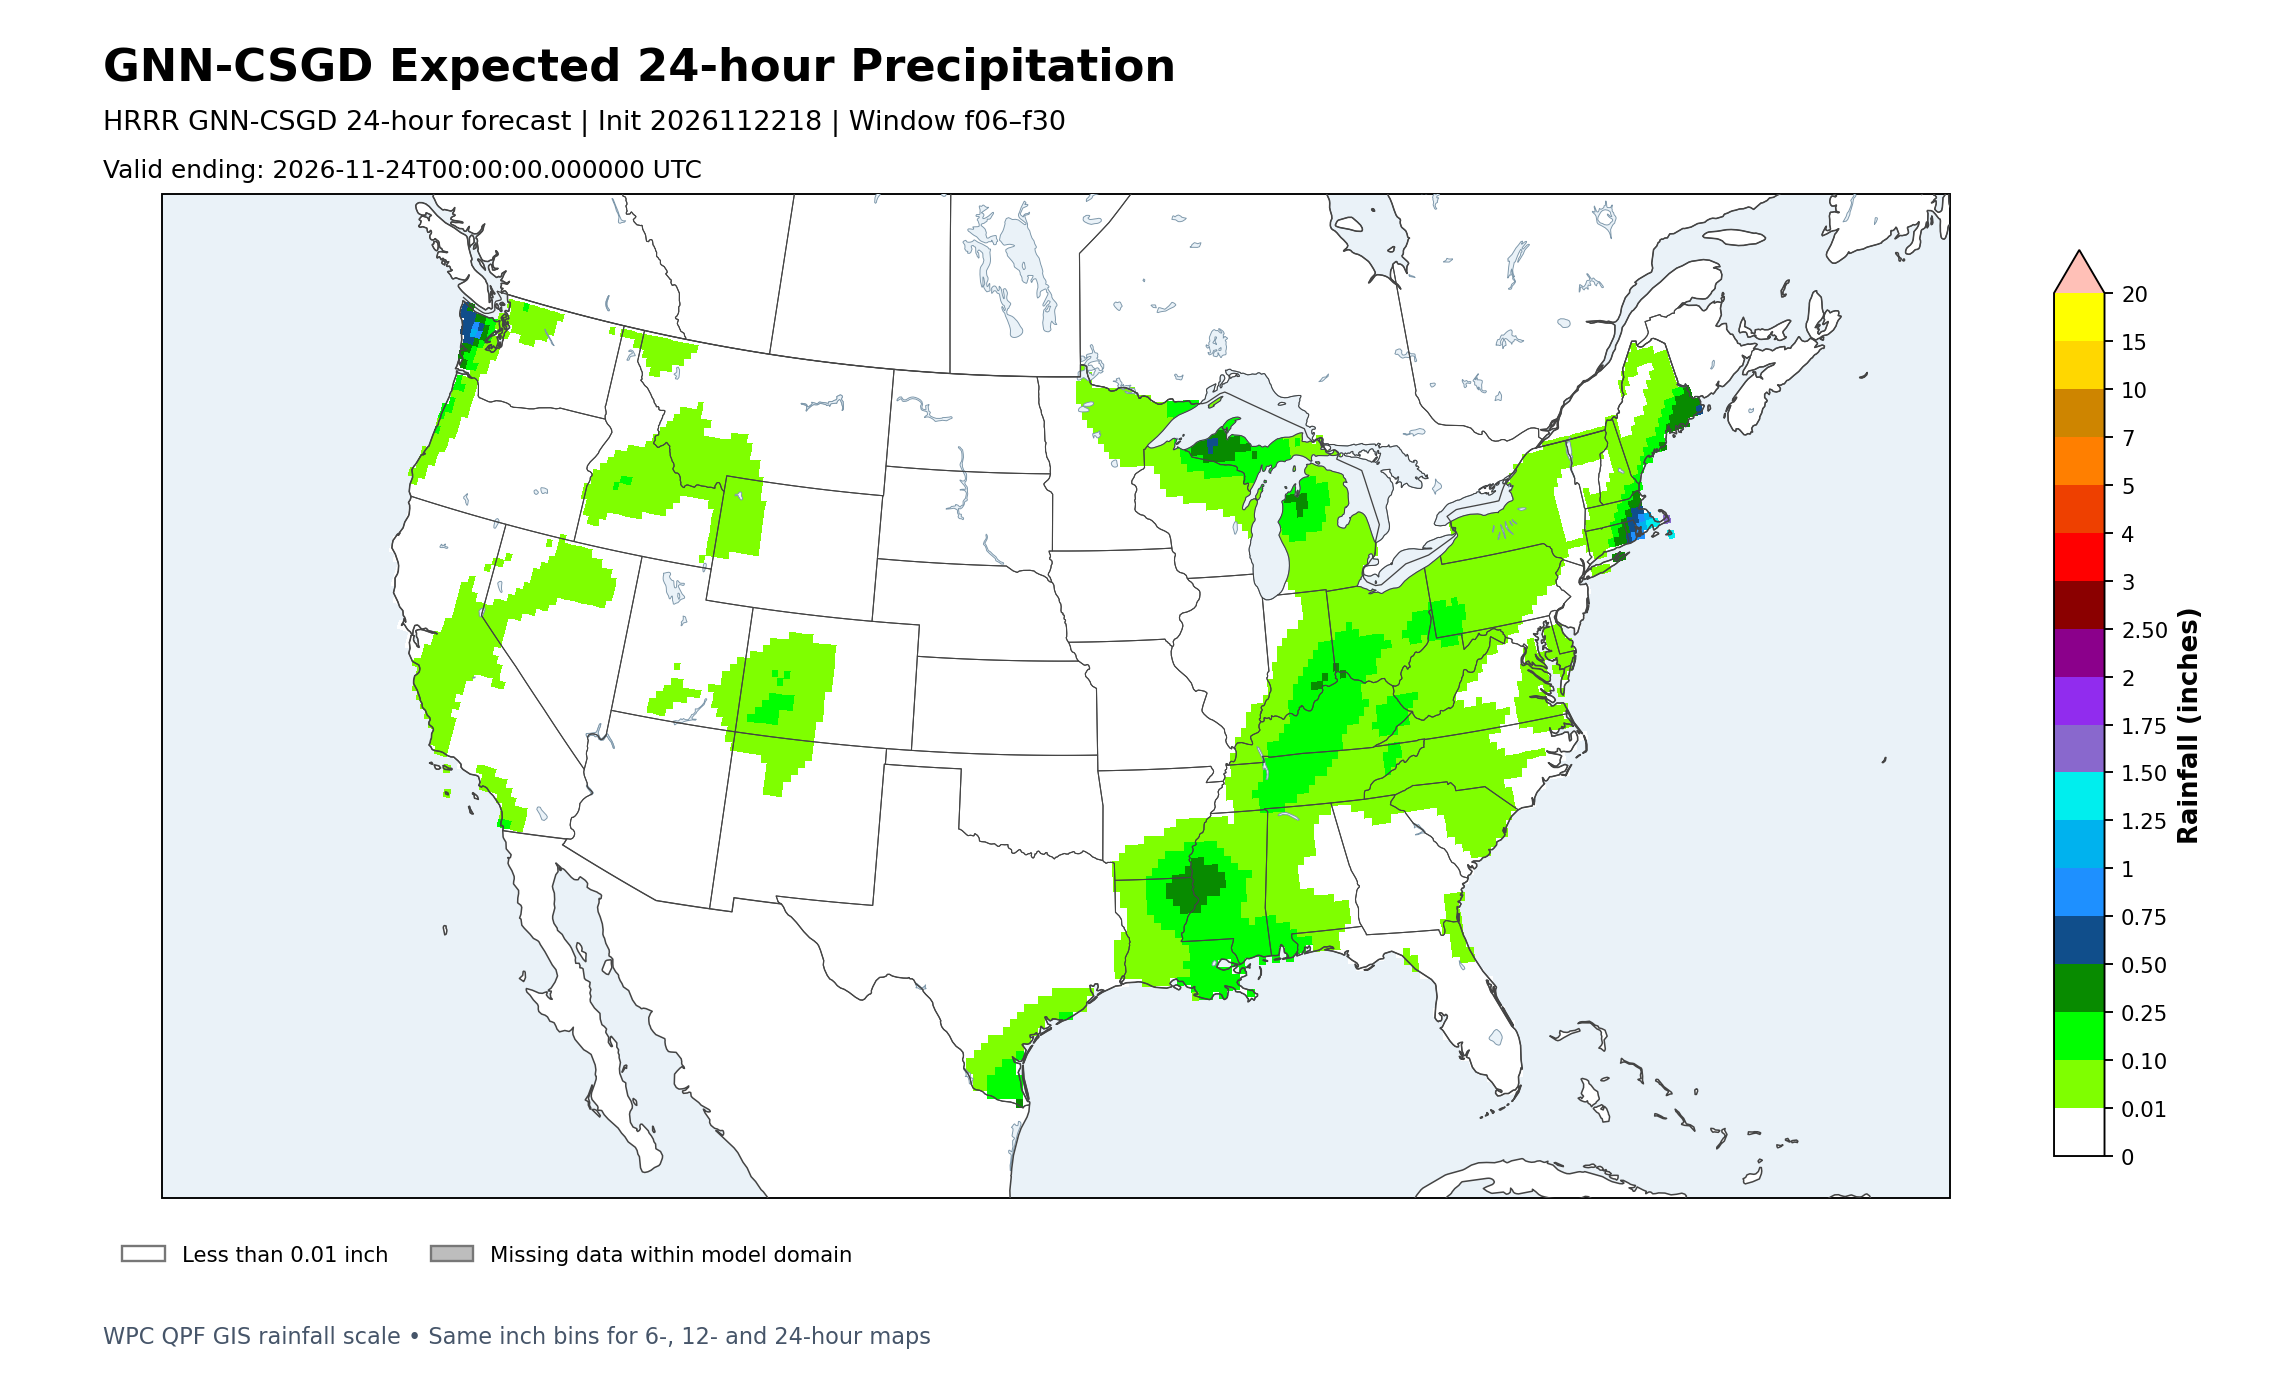 GNN-CSGD Expected 24-hour Precipitation
HRRR GNN-CSGD 24-hour forecast | Init 2026112218 | Window f06–f30
Valid ending: 2026-11-24T00:00:00.000000 UTC
20
15
10
7
5
4
3
2.50
2
1.75
1.50
1.25
1
0.75
0.50
0.25
0.10
0.01
0
Rainfall (inches)
Less than 0.01 inch
Missing data within model domain
WPC QPF GIS rainfall scale • Same inch bins for 6-, 12- and 24-hour maps